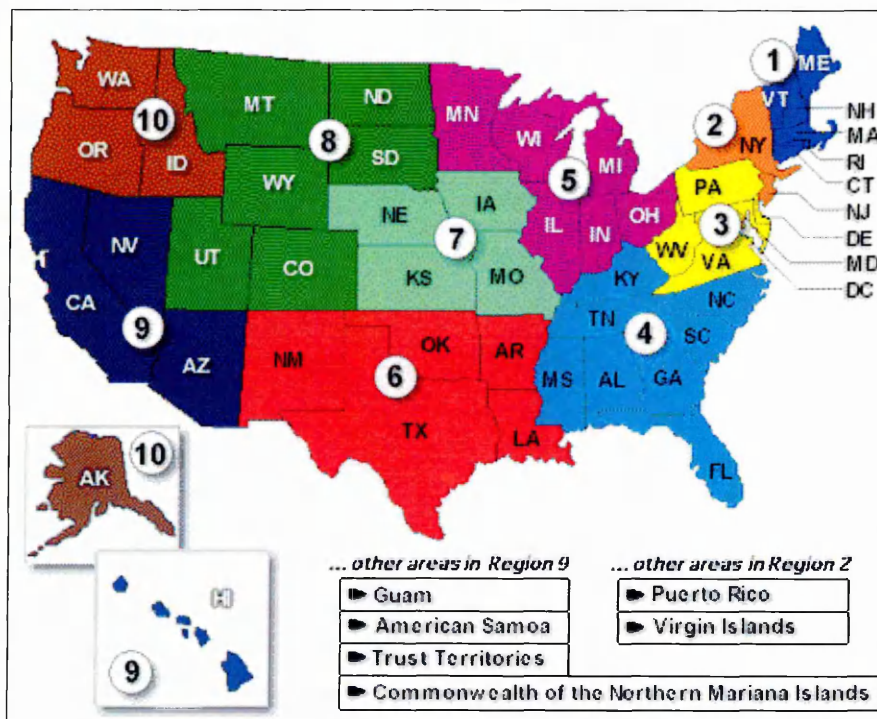 1
ME
WA
VT
MT
ND
MN
NH
10
2
MA
OR
8
NY
WI
ID
SD
MI
RI
5
PA
CT
WY
NJ
IA
NE
OH
3
DE
NV
7
IL
IN
WV
UT
VA
MD
CO
KS
MO
KY
DC
CA
NC
TN
4
9
OK
AR
SC
AZ
NM
6
MS
AL
GA
TX
LA
10
FL
AK
... other areas in Region 9
... other areas in Region 2
Guam
Puerto Rico
HI
American Samoa
Virgin Islands
Trust Territories
9
Commonwealth of the Northern Mariana Islands